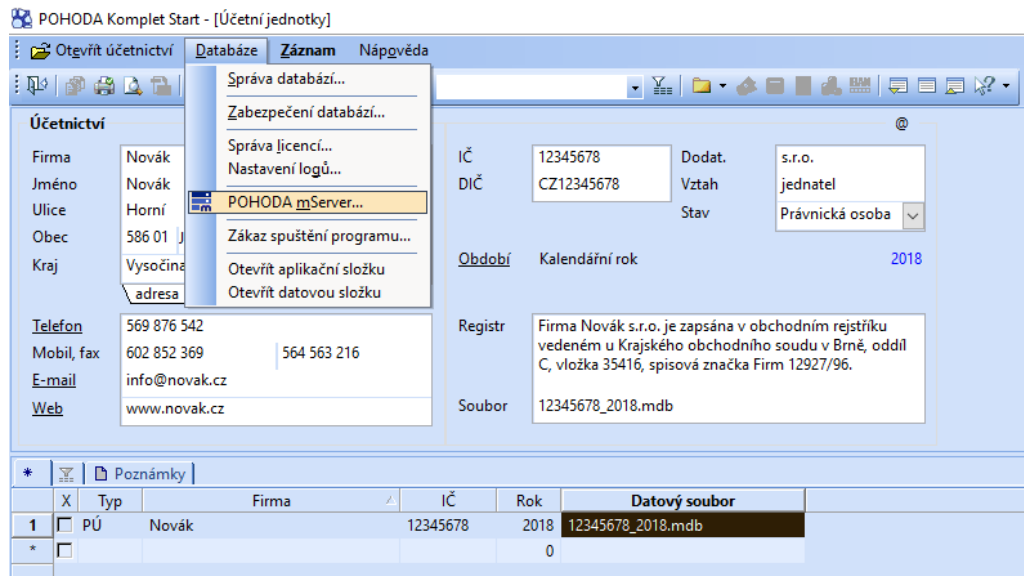 POHODA Komplet Start - [Účetní jednotky]
Otevřít účetnictví Databáze Záznam Nápověda
Správa databází...
Zabezpečení databází...
Správa licencí...
Nastavení logů...
POHODA mServer...
Zákaz spuštění programu...
Otevřít aplikační složku
Otevřít datovou složku
Účetnictví @
Firma Novák
Jméno Novák
Ulice Horní
Obec 586 01
Kraj Vysočina
adresa
IČ 12345678 Dodat. s.r.o.
DIČ CZ12345678 Vztah jednatel
Stav Právnická osoba
Období Kalendářní rok 2018
Telefon 569 876 542
Mobil, fax 602 852 369 564 563 216
E-mail info@novak.cz
Web www.novak.cz
Registr Firma Novák s.r.o. je zapsána v obchodním rejstříku
vedeném u Krajského obchodního soudu v Brně, oddíl
C, vložka 35416, spisová značka Firm 12927/96.
Soubor 12345678_2018.mdb
* Poznámky
X Typ Firma IČ Rok Datový soubor
1 PÚ Novák 12345678 2018 12345678_2018.mdb
* 0